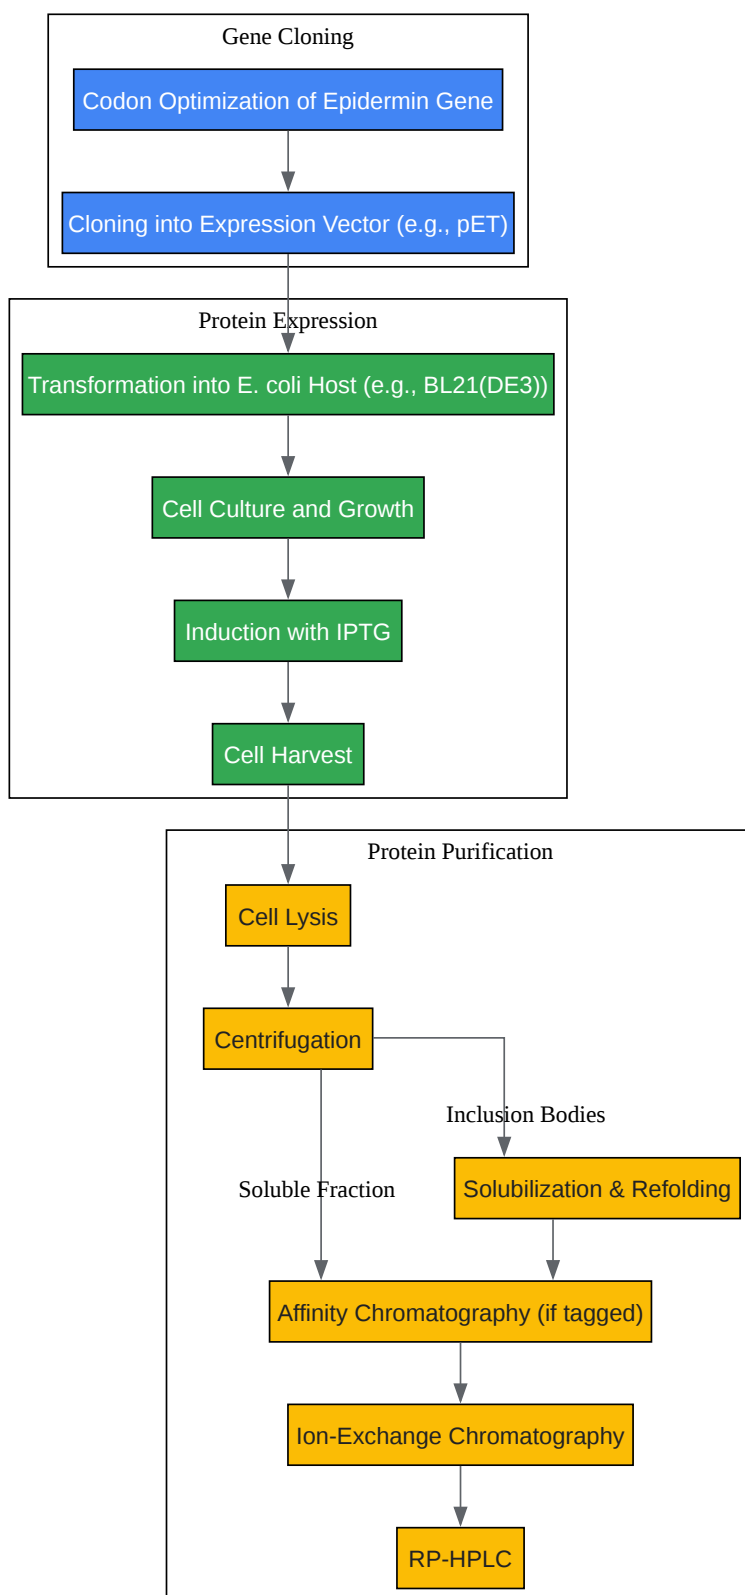 Gene Cloning
Codon Optimization of Epidermin Gene
Cloning into Expression Vector (e.g., pET)
Protein Expression
Transformation into E. coli Host (e.g., BL21(DE3))
Cell Culture and Growth
Induction with IPTG
Cell Harvest
Protein Purification
Cell Lysis
Centrifugation
Inclusion Bodies
Solubilization & Refolding
Soluble Fraction
Affinity Chromatography (if tagged)
Ion-Exchange Chromatography
RP-HPLC